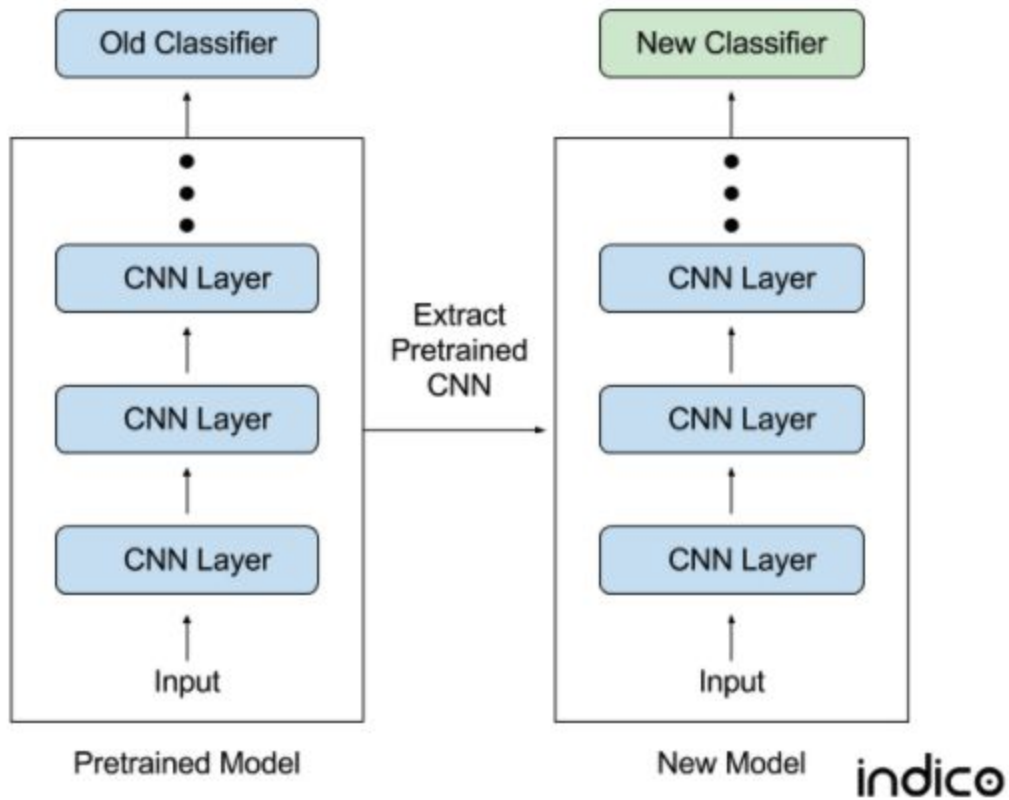 Old Classifier
New Classifier
CNN Layer
CNN Layer
Extract
Pretrained
CNN
CNN Layer
CNN Layer
CNN Layer
CNN Layer
Input
Input
Pretrained Model
New Model
indico